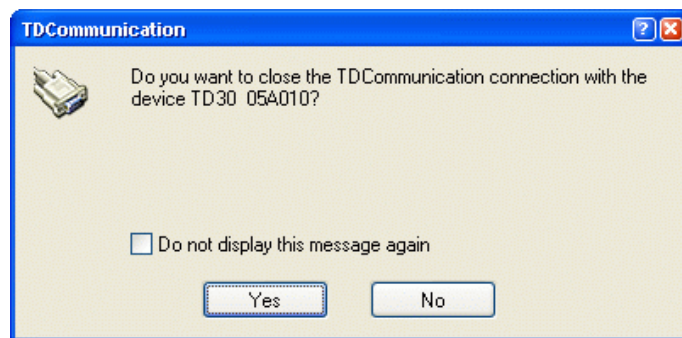 TDCommunication
Do you want to close the TDCommunication connection with the
device TD30 05A010?
Do not display this message again
Yes No